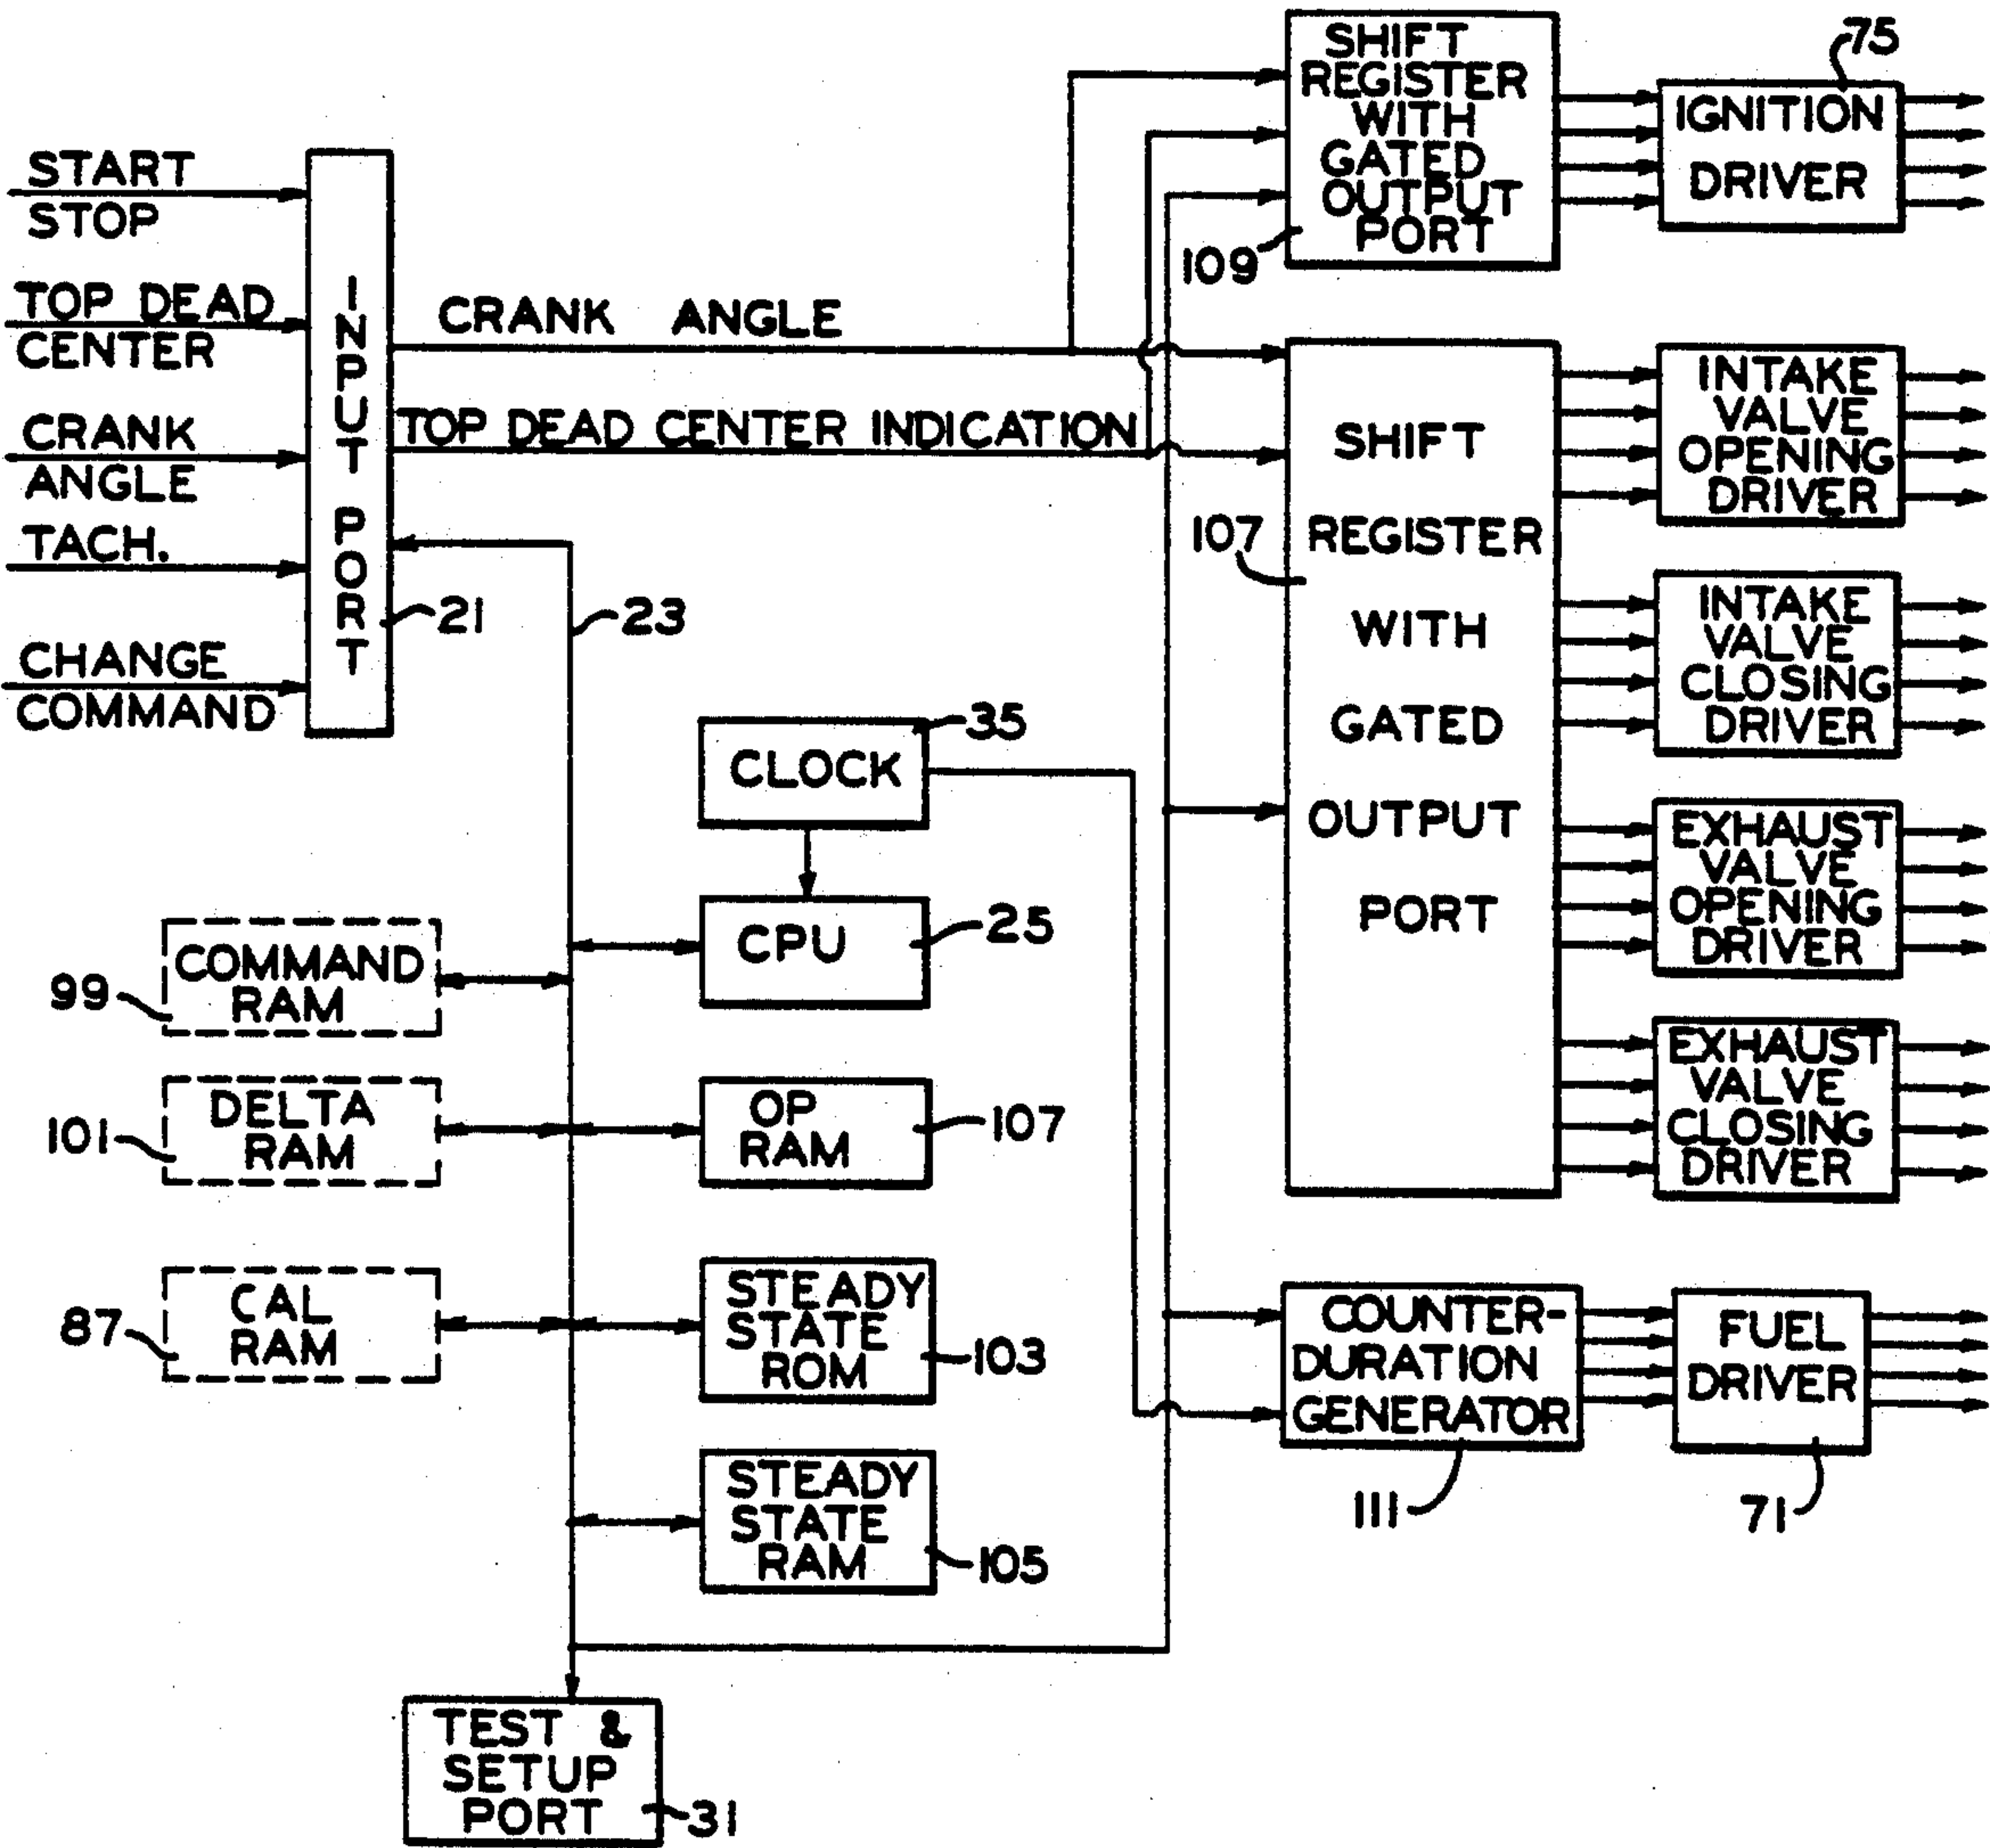 START
STOP
TOP DEAD
CENTER
CRANK
ANGLE
TACH.
CHANGE
COMMAND
INPUT PORT
21
CRANK ANGLE
TOP DEAD CENTER INDICATION
23
CLOCK
35
CPU
25
COMMAND
RAM
99
DELTA
RAM
101
OP
RAM
107
CAL
RAM
87
STEADY
STATE
ROM
103
STEADY
STATE
RAM
105
TEST &
SETUP
PORT
31
SHIFT
REGISTER
WITH
GATED
OUTPUT
PORT
109
IGNITION
DRIVER
75
SHIFT
REGISTER
WITH
GATED
OUTPUT
PORT
107
INTAKE
VALVE
OPENING
DRIVER
INTAKE
VALVE
CLOSING
DRIVER
EXHAUST
VALVE
OPENING
DRIVER
EXHAUST
VALVE
CLOSING
DRIVER
COUNTER-
DURATION
GENERATOR
111
FUEL
DRIVER
71